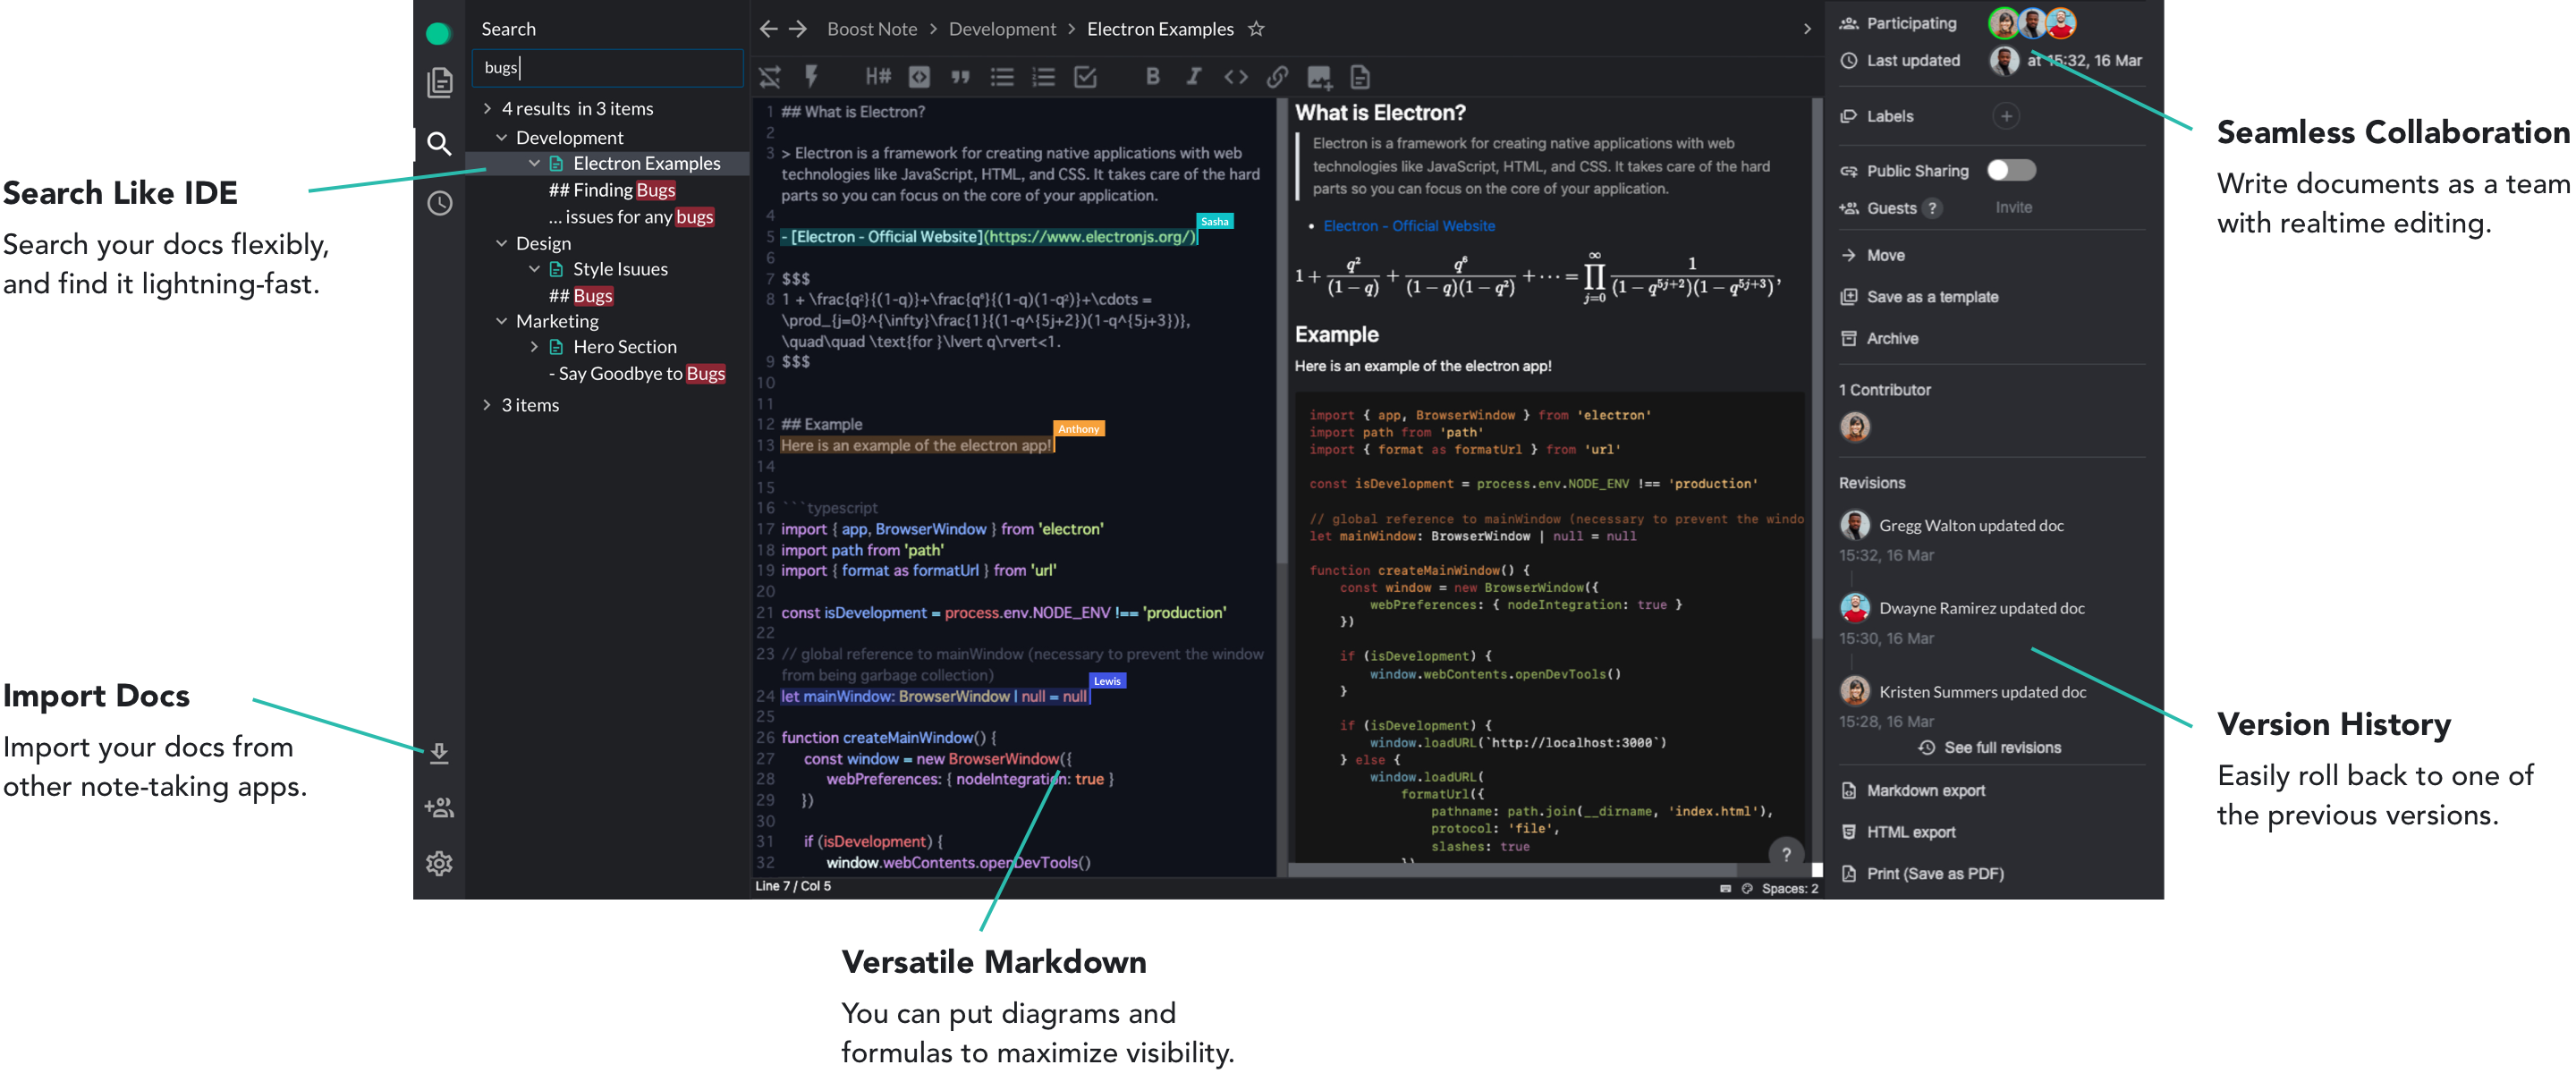 Search Like IDE
Search your docs flexibly,
and find it lightning-fast.
Import Docs
Import your docs from
other note-taking apps.
Search
bugs
4 results in 3 items
Development
Electron Examples
## Finding Bugs
... issues for any bugs
Design
Style Isuues
## Bugs
Marketing
Hero Section
- Say Goodbye to Bugs
3 items
Boost Note > Development > Electron Examples
H#
B I
1 ## What is Electron?
2
3 > Electron is a framework for creating native applications with web
technologies like JavaScript, HTML, and CSS. It takes care of the hard
parts so you can focus on the core of your application.
4
Sasha
5 - [Electron - Official Website](https://www.electronjs.org/)
6
7 $$$
8 1 + \frac{q²}{(1-q)}+\frac{q⁶}{(1-q)(1-q²)}+\cdots =
\prod_{j=0}^{\infty}\frac{1}{(1-q^{5j+2})(1-q^{5j+3})},
\quad\quad \text{for }\lvert q\rvert<1.
9 $$$
10
11
12 ## Example
Anthony
13 Here is an example of the electron app!
14
15
16 ```typescript
17 import { app, BrowserWindow } from 'electron'
18 import path from 'path'
19 import { format as formatUrl } from 'url'
20
21 const isDevelopment = process.env.NODE_ENV !== 'production'
22
23 // global reference to mainWindow (necessary to prevent the window
from being garbage collection)
Lewis
24 let mainWindow: BrowserWindow | null = null
25
26 function createMainWindow() {
27 const window = new BrowserWindow({
28 webPreferences: { nodeIntegration: true }
29 })
30
31 if (isDevelopment) {
32 window.webContents.openDevTools()
Line 7 / Col 5
What is Electron?
Electron is a framework for creating native applications with web
technologies like JavaScript, HTML, and CSS. It takes care of the hard
parts so you can focus on the core of your application.
• Electron - Official Website
1 + q²/(1 − q) + q⁶/((1 − q)(1 − q²)) + ⋯ = ∏_{j=0}^{∞} 1/((1 − q^{5j+2})(1 − q^{5j+3})),
Example
Here is an example of the electron app!
import { app, BrowserWindow } from 'electron'
import path from 'path'
import { format as formatUrl } from 'url'
const isDevelopment = process.env.NODE_ENV !== 'production'
// global reference to mainWindow (necessary to prevent the windo
let mainWindow: BrowserWindow | null = null
function createMainWindow() {
const window = new BrowserWindow({
webPreferences: { nodeIntegration: true }
})
if (isDevelopment) {
window.webContents.openDevTools()
}
if (isDevelopment) {
window.loadURL(`http://localhost:3000`)
} else {
window.loadURL(
formatUrl({
pathname: path.join(__dirname, 'index.html'),
protocol: 'file',
slashes: true
})
?
Spaces: 2
Participating
Last updated at 15:32, 16 Mar
Labels +
Public Sharing
Guests ? Invite
Move
Save as a template
Archive
1 Contributor
Revisions
Gregg Walton updated doc
15:32, 16 Mar
Dwayne Ramirez updated doc
15:30, 16 Mar
Kristen Summers updated doc
15:28, 16 Mar
See full revisions
Markdown export
HTML export
Print (Save as PDF)
Seamless Collaboration
Write documents as a team
with realtime editing.
Version History
Easily roll back to one of
the previous versions.
Versatile Markdown
You can put diagrams and
formulas to maximize visibility.